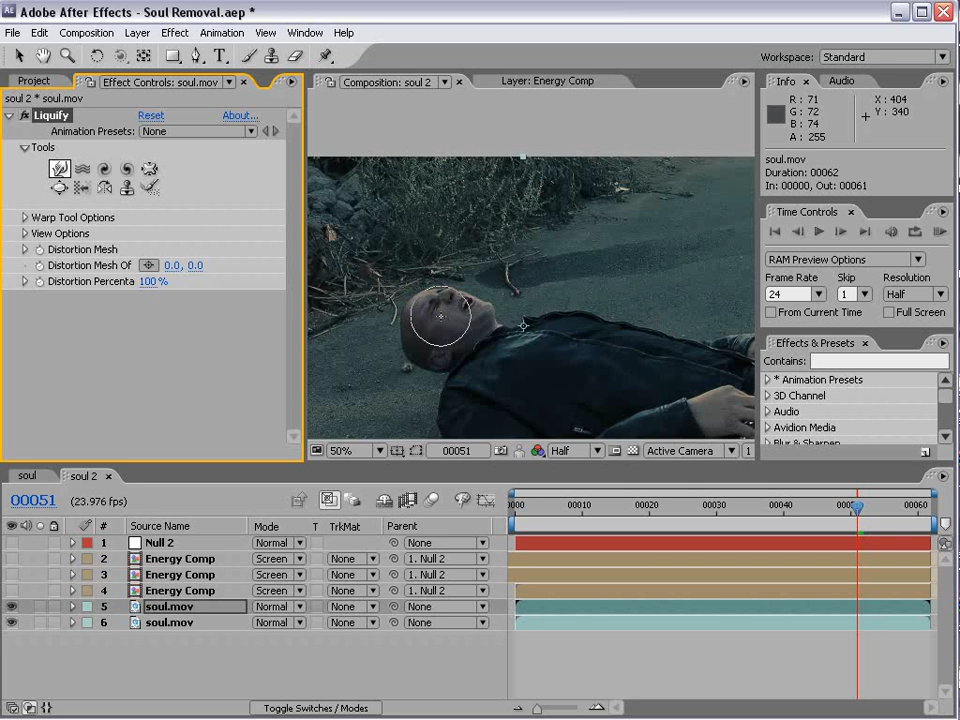 Adobe After Effects - Soul Removal.aep *
File Edit Composition Layer Effect Animation View Window Help
Workspace: Standard
Project Effect Controls: soul.mov
Composition: soul 2 Layer: Energy Comp
Info Audio
soul 2 * soul.mov
fx Liquify Reset About...
Animation Presets: None
Tools
Warp Tool Options
View Options
Distortion Mesh
Distortion Mesh Of 0.0, 0.0
Distortion Percenta 100 %
R : 71
G : 72
B : 74
A : 255
X : 404
Y : 340
soul.mov
Duration: 00062
In: 00000, Out: 00061
Time Controls
RAM Preview Options
Frame Rate Skip Resolution
24 1 Half
From Current Time Full Screen
Effects & Presets
Contains:
* Animation Presets
3D Channel
Audio
Avidion Media
Blur & Sharpen
50% 00051 Half Active Camera 1
soul soul 2
00051 (23.976 fps)
0000 00010 00020 00030 00040 0005 00060
# Source Name Mode T TrkMat Parent
1 Null 2 Normal None
2 Energy Comp Screen None 1. Null 2
3 Energy Comp Screen None 1. Null 2
4 Energy Comp Screen None 1. Null 2
5 soul.mov Normal None None
6 soul.mov Normal None None
Toggle Switches / Modes